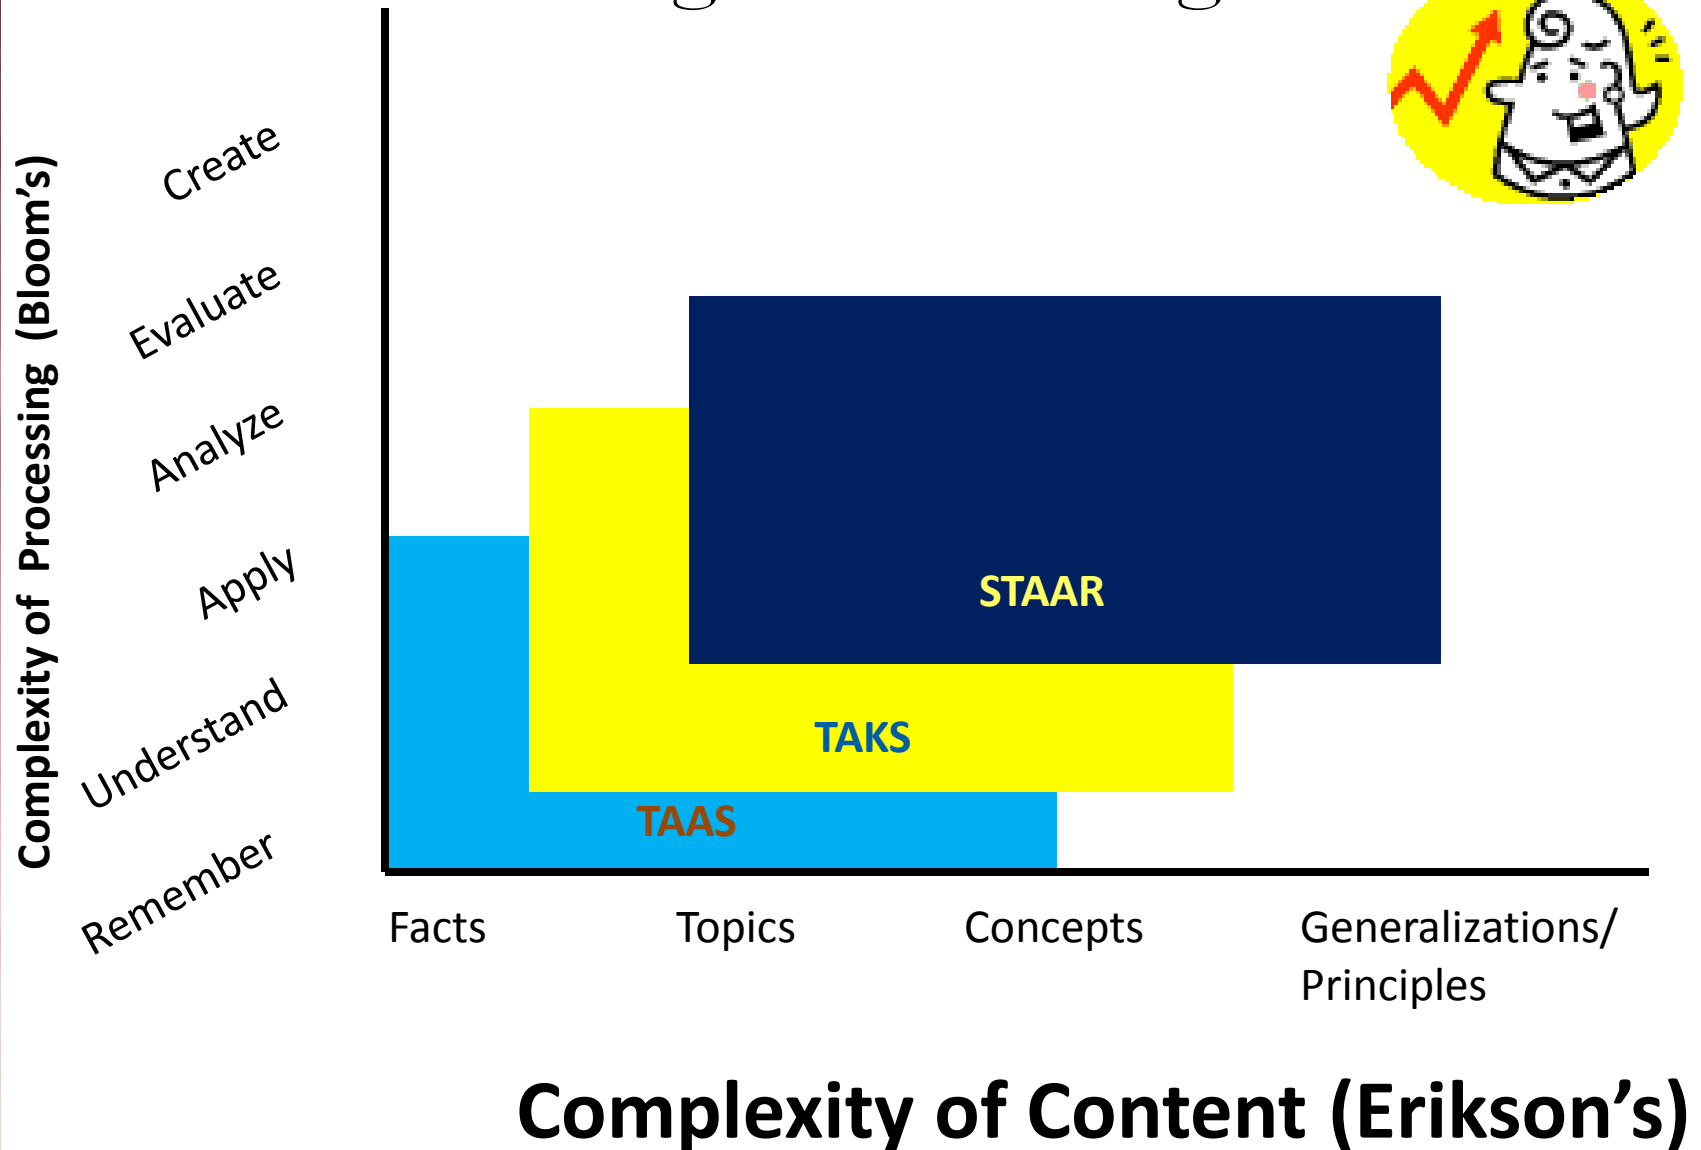 Create
Evaluate
Analyze
Apply
Understand
Remember
Complexity of Processing (Bloom’s)
STAAR
TAKS
TAAS
Facts
Topics
Concepts
Generalizations/
Principles
Complexity of Content (Erikson’s)